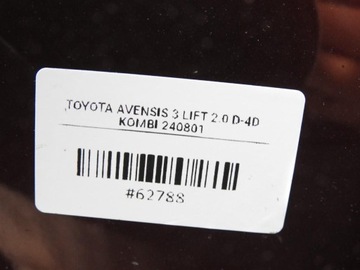 TOYOTA AVENSIS 3 LIFT 2.0 D-4D
KOMBI 240801
#62788